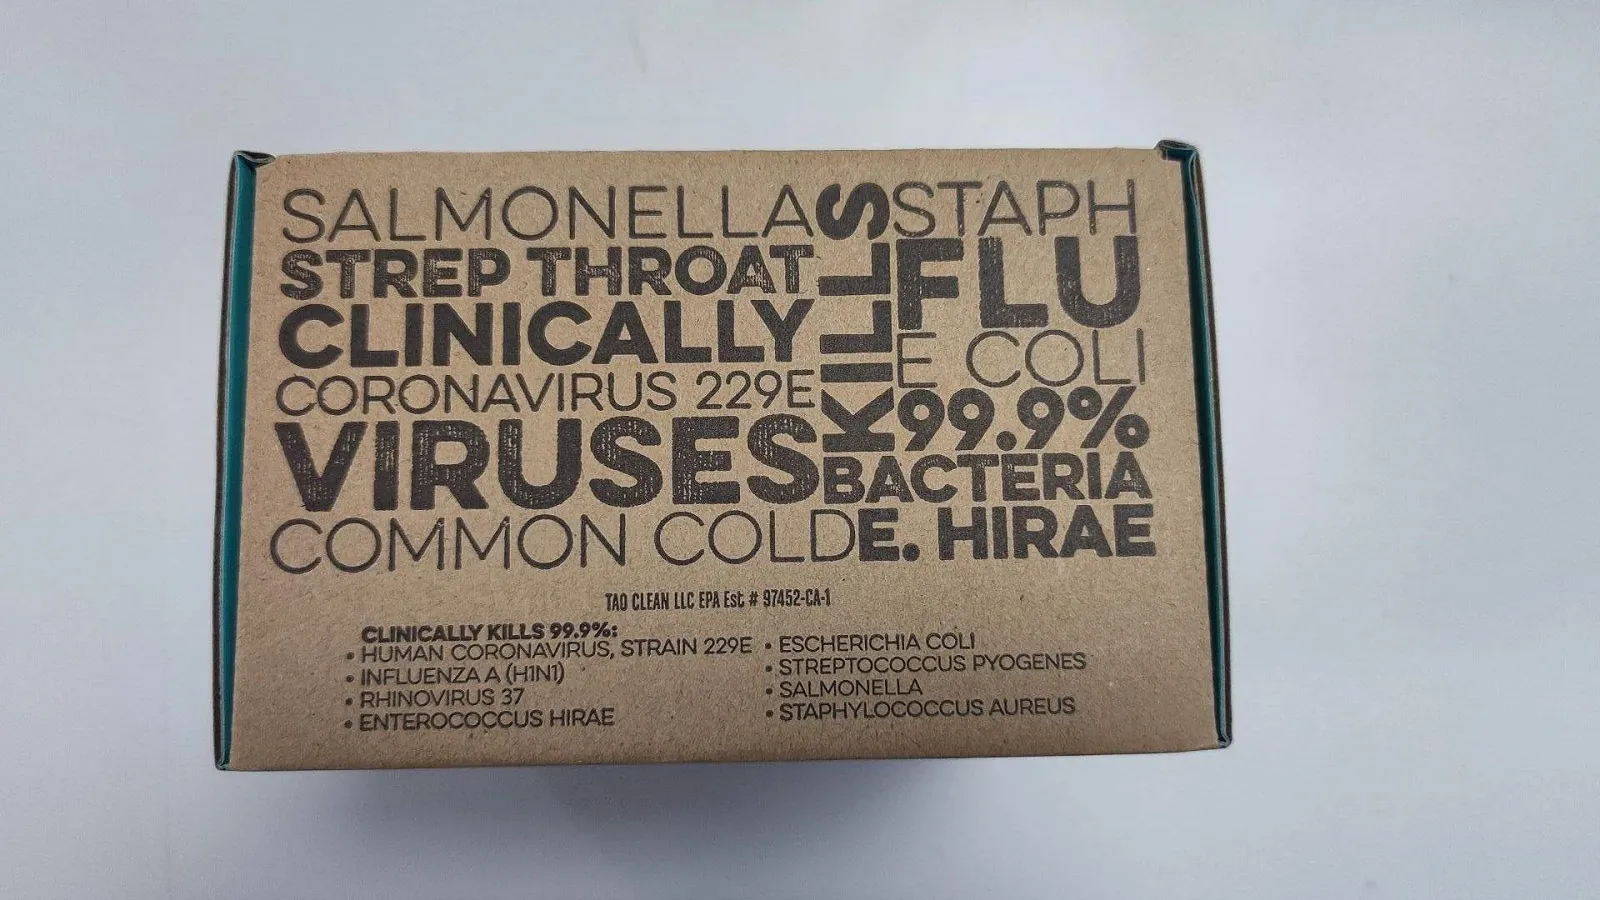 SALMONELLA
STREP THROAT
CLINICALLY
CORONAVIRUS 229E
VIRUSES
COMMON COLD
KILLS
STAPH
FLU
E COLI
99.9%
BACTERIA
E. HIRAE
TAO CLEAN LLC EPA Est # 97452-CA-1
CLINICALLY KILLS 99.9%:
• HUMAN CORONAVIRUS, STRAIN 229E
• INFLUENZA A (H1N1)
• RHINOVIRUS 37
• ENTEROCOCCUS HIRAE
• ESCHERICHIA COLI
• STREPTOCOCCUS PYOGENES
• SALMONELLA
• STAPHYLOCOCCUS AUREUS